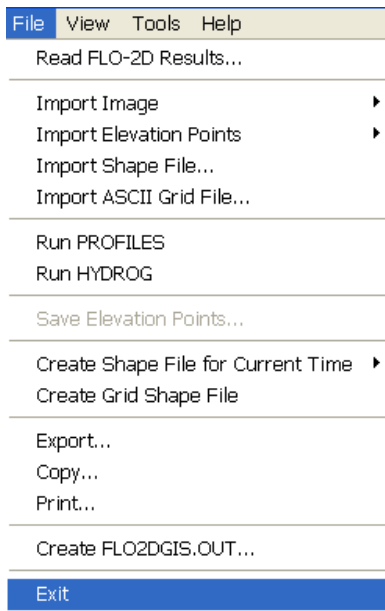 File View Tools Help
Read FLO-2D Results...
Import Image
Import Elevation Points
Import Shape File...
Import ASCII Grid File...
Run PROFILES
Run HYDROG
Save Elevation Points...
Create Shape File for Current Time
Create Grid Shape File
Export...
Copy...
Print...
Create FLO2DGIS.OUT...
Exit